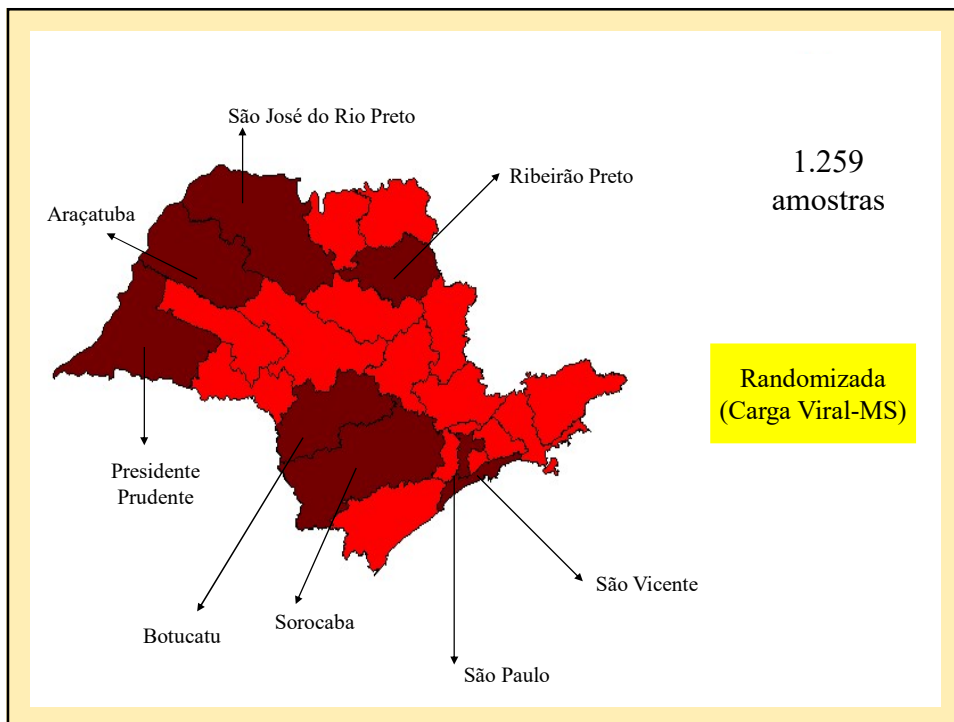 São José do Rio Preto
Ribeirão Preto
1.259
amostras
Araçatuba
Randomizada
(Carga Viral-MS)
Presidente
Prudente
São Vicente
Sorocaba
Botucatu
São Paulo